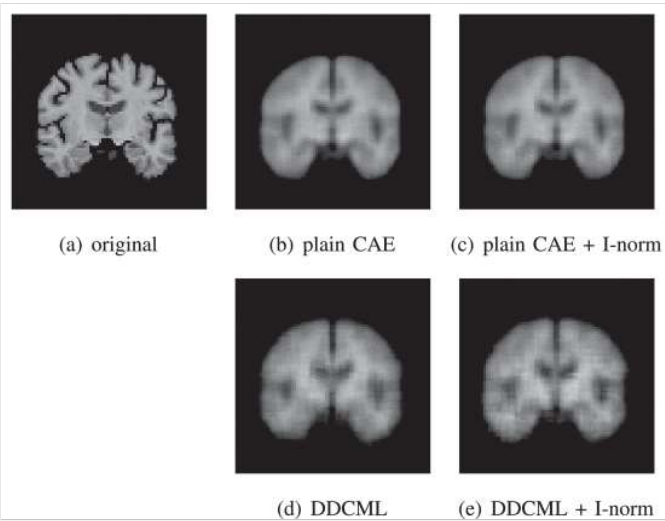 (a) original
(b) plain CAE
(c) plain CAE + I-norm
(d) DDCML
(e) DDCML + I-norm